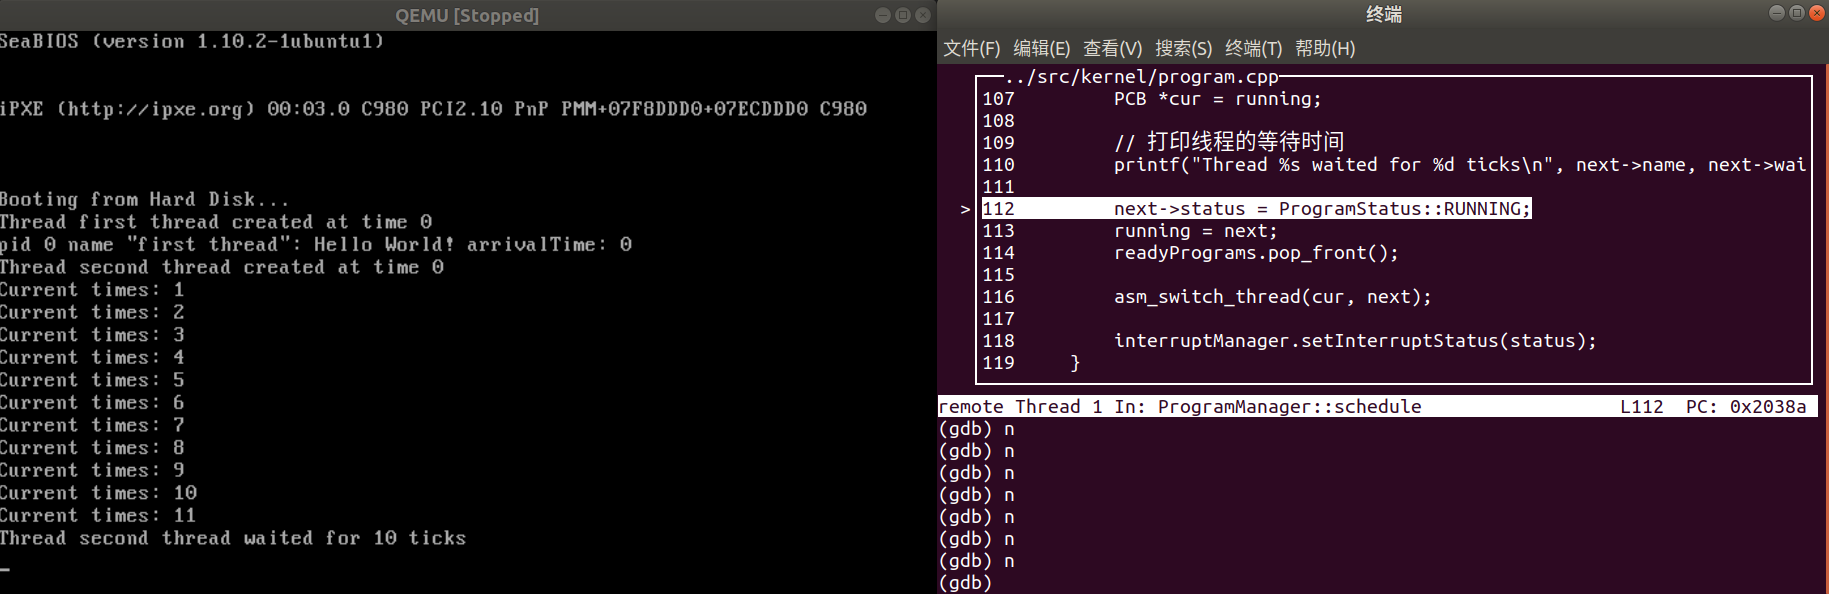 QEMU [Stopped]
SeaBIOS (version 1.10.2-1ubuntu1)
iPXE (http://ipxe.org) 00:03.0 C980 PCI2.10 PnP PMM+07F8DDD0+07ECDDD0 C980
Booting from Hard Disk...
Thread first thread created at time 0
pid 0 name "first thread": Hello World! arrivalTime: 0
Thread second thread created at time 0
Current times: 1
Current times: 2
Current times: 3
Current times: 4
Current times: 5
Current times: 6
Current times: 7
Current times: 8
Current times: 9
Current times: 10
Current times: 11
Thread second thread waited for 10 ticks
_
终端
文件(F) 编辑(E) 查看(V) 搜索(S) 终端(T) 帮助(H)
../src/kernel/program.cpp
107 PCB *cur = running;
108
109 // 打印线程的等待时间
110 printf("Thread %s waited for %d ticks\n", next->name, next->wai
111
>112 next->status = ProgramStatus::RUNNING;
113 running = next;
114 readyPrograms.pop_front();
115
116 asm_switch_thread(cur, next);
117
118 interruptManager.setInterruptStatus(status);
119 }
remote Thread 1 In: ProgramManager::schedule L112 PC: 0x2038a
(gdb) n
(gdb) n
(gdb) n
(gdb) n
(gdb) n
(gdb) n
(gdb) n
(gdb)